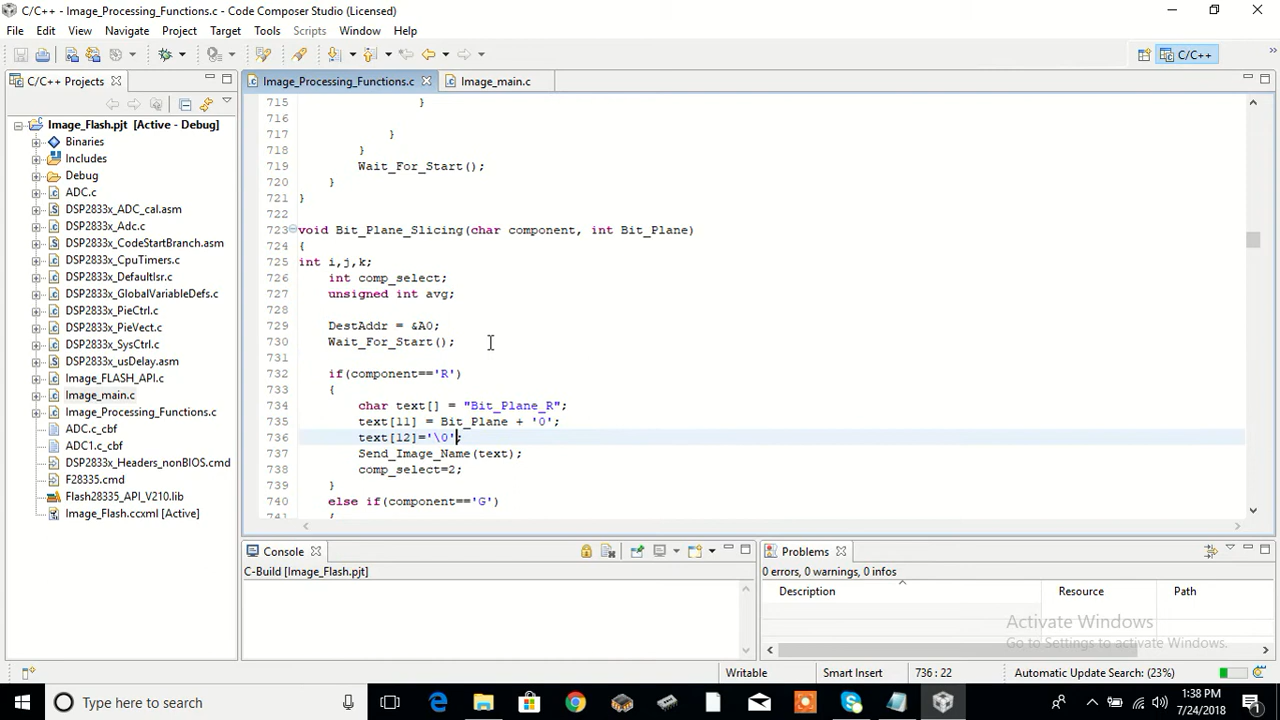 C/C++ - Image_Processing_Functions.c - Code Composer Studio (Licensed)
File Edit View Navigate Project Target Tools Scripts Window Help
C/C++
C/C++ Projects
Image_Flash.pjt [Active - Debug]
Binaries
Includes
Debug
ADC.c
DSP2833x_ADC_cal.asm
DSP2833x_Adc.c
DSP2833x_CodeStartBranch.asm
DSP2833x_CpuTimers.c
DSP2833x_DefaultIsr.c
DSP2833x_GlobalVariableDefs.c
DSP2833x_PieCtrl.c
DSP2833x_PieVect.c
DSP2833x_SysCtrl.c
DSP2833x_usDelay.asm
Image_FLASH_API.c
Image_main.c
Image_Processing_Functions.c
ADC.c_cbf
ADC1.c_cbf
DSP2833x_Headers_nonBIOS.cmd
F28335.cmd
Flash28335_API_V210.lib
Image_Flash.ccxml [Active]
Image_Processing_Functions.c Image_main.c
715 }
716
717 }
718 }
719 Wait_For_Start();
720 }
721 }
722
723 void Bit_Plane_Slicing(char component, int Bit_Plane)
724 {
725 int i,j,k;
726 int comp_select;
727 unsigned int avg;
728
729 DestAddr = &A0;
730 Wait_For_Start();
731
732 if(component=='R')
733 {
734 char text[] = "Bit_Plane_R";
735 text[11] = Bit_Plane + '0';
736 text[12]='\0';
737 Send_Image_Name(text);
738 comp_select=2;
739 }
740 else if(component=='G')
741 {
Console
C-Build [Image_Flash.pjt]
Problems
0 errors, 0 warnings, 0 infos
Description Resource Path
Activate Windows
Go to Settings to activate Windows.
Writable Smart Insert 736 : 22 Automatic Update Search: (23%)
Type here to search
1:38 PM
7/24/2018
1